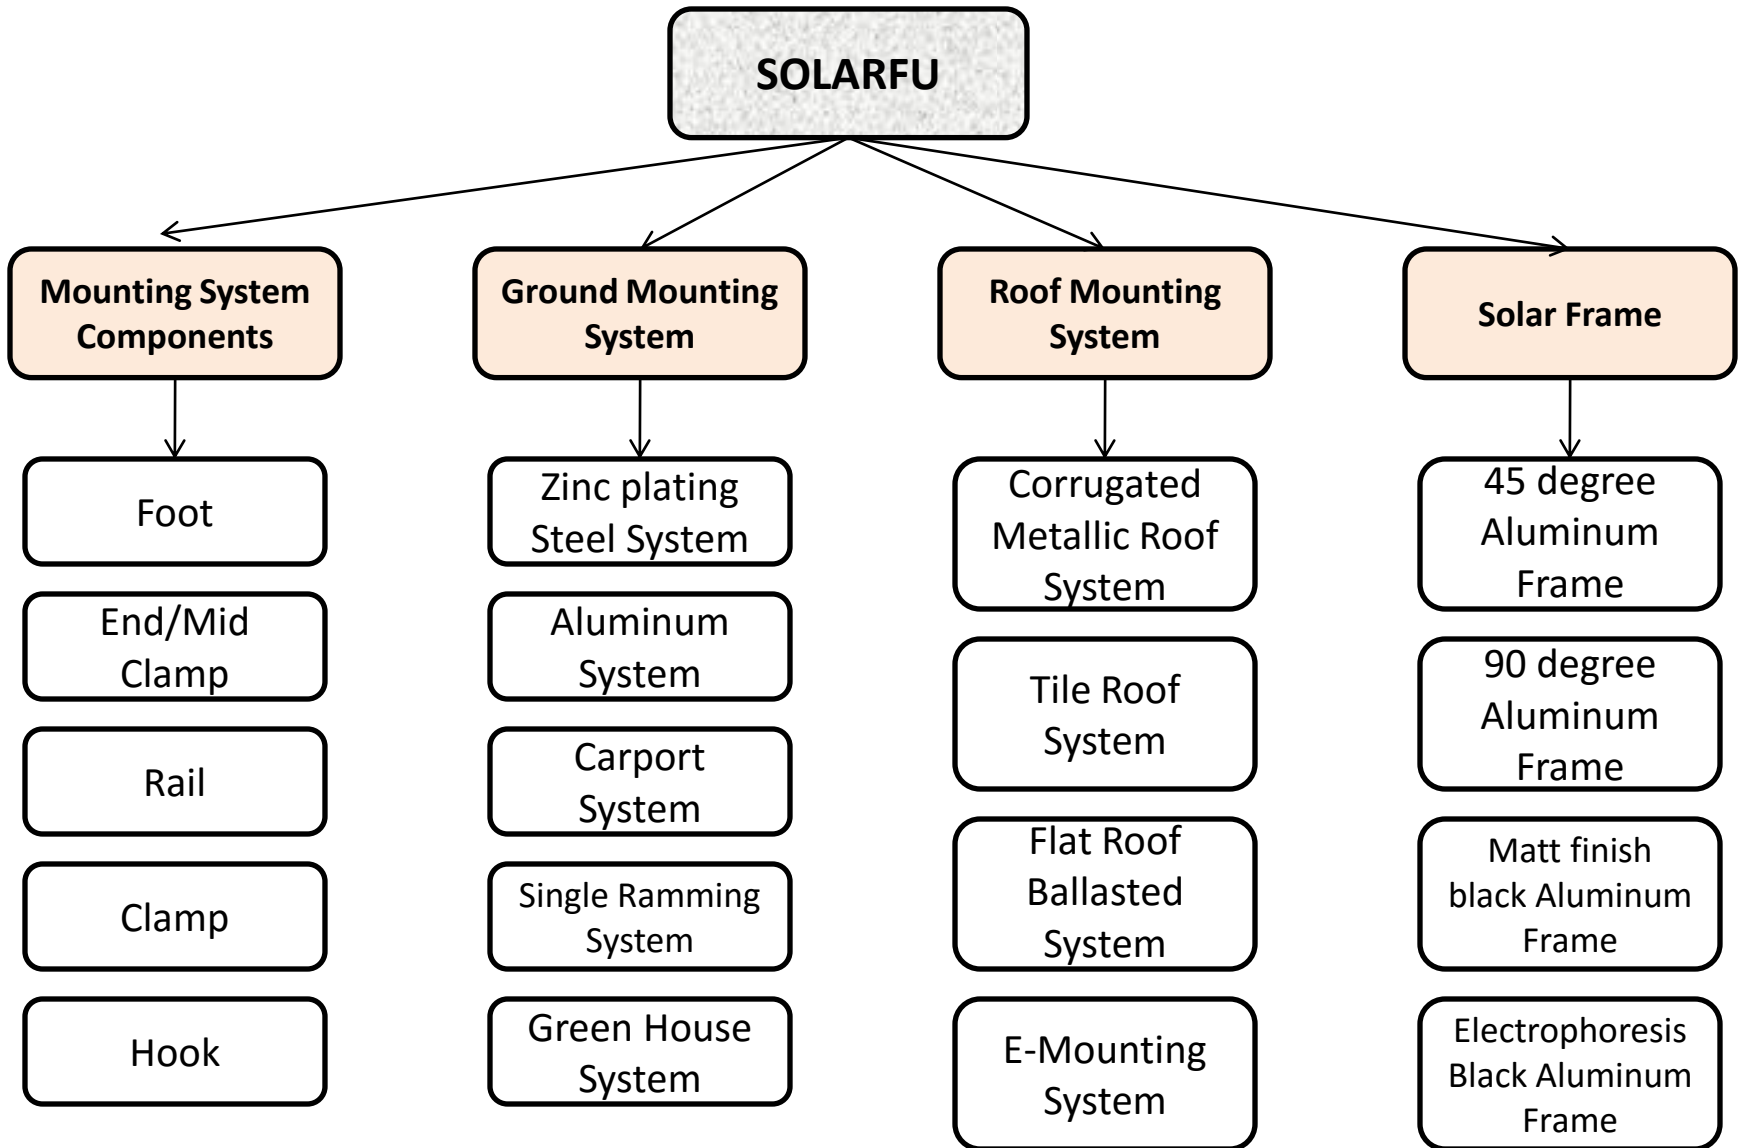 SOLARFU
Mounting System
Components
Ground Mounting
System
Roof Mounting
System
Solar Frame
Foot
End/Mid
Clamp
Rail
Clamp
Hook
Zinc plating
Steel System
Aluminum
System
Carport
System
Single Ramming
System
Green House
System
Corrugated
Metallic Roof
System
Tile Roof
System
Flat Roof
Ballasted
System
E-Mounting
System
45 degree
Aluminum
Frame
90 degree
Aluminum
Frame
Matt finish
black Aluminum
Frame
Electrophoresis
Black Aluminum
Frame